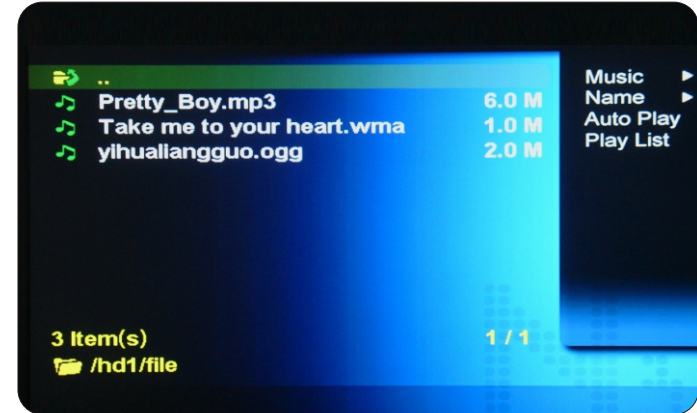 ..
Pretty_Boy.mp3 6.0 M
Take me to your heart.wma 1.0 M
yihualiangguo.ogg 2.0 M
3 Item(s) 1 / 1
/hd1/file
Music
Name
Auto Play
Play List